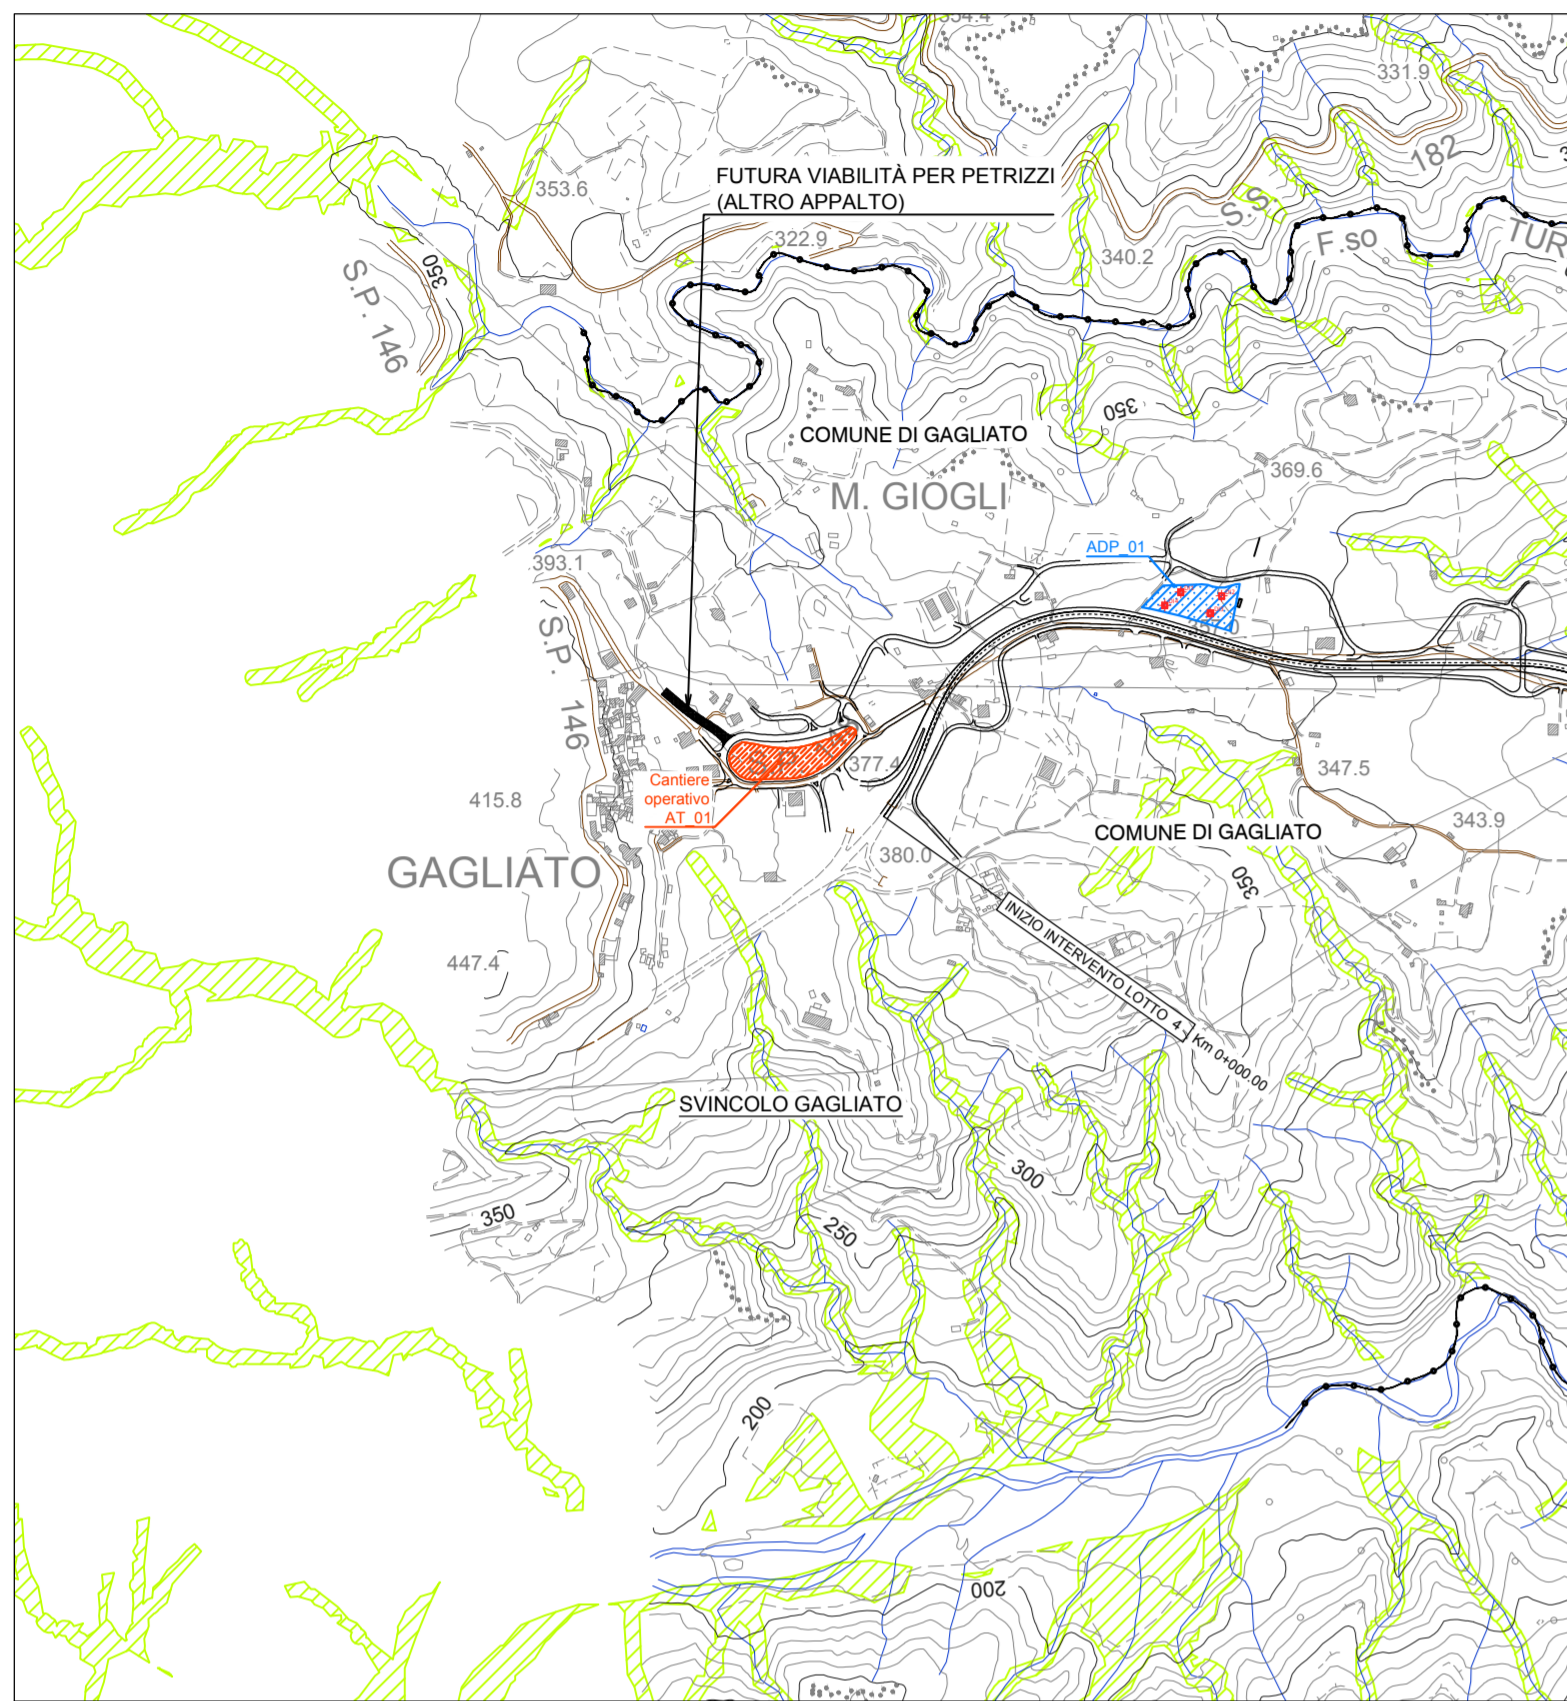 354.4
331.9
182
FUTURA VIABILITÀ PER PETRIZZI
(ALTRO APPALTO)
353.6
S.S.
F.so
TUR
322.9
340.2
350
S.P. 146
350
COMUNE DI GAGLIATO
369.6
M. GIOGLI
ADP_01
393.1
S.P. 146
377.4
347.5
Cantiere
operativo
AT_01
415.8
343.9
COMUNE DI GAGLIATO
380.0
GAGLIATO
350
INIZIO INTERVENTO LOTTO 4 - Km 0+000.00
447.4
SVINCOLO GAGLIATO
300
350
250
200
200